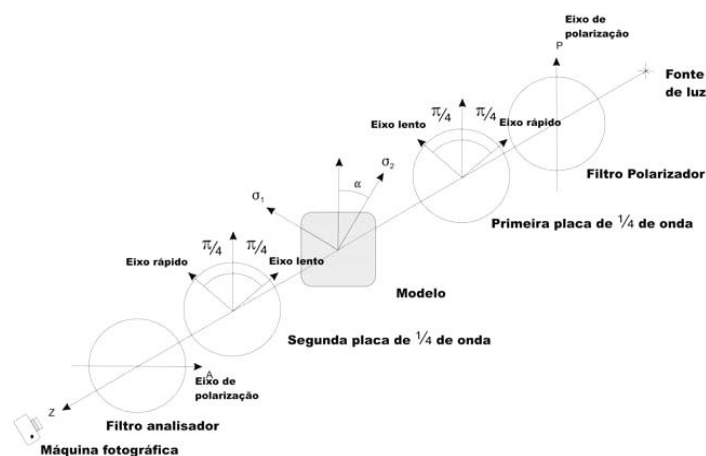 Eixo de
polarização
P
Fonte
de luz
π/4 π/4
Eixo lento
Eixo rápido
Filtro Polarizador
σ₂
α
σ₁
Primeira placa de 1/4 de onda
π/4 π/4
Eixo rápido
Eixo lento
Modelo
Segunda placa de 1/4 de onda
A
Eixo de
polarização
Z
Filtro analisador
Máquina fotográfica